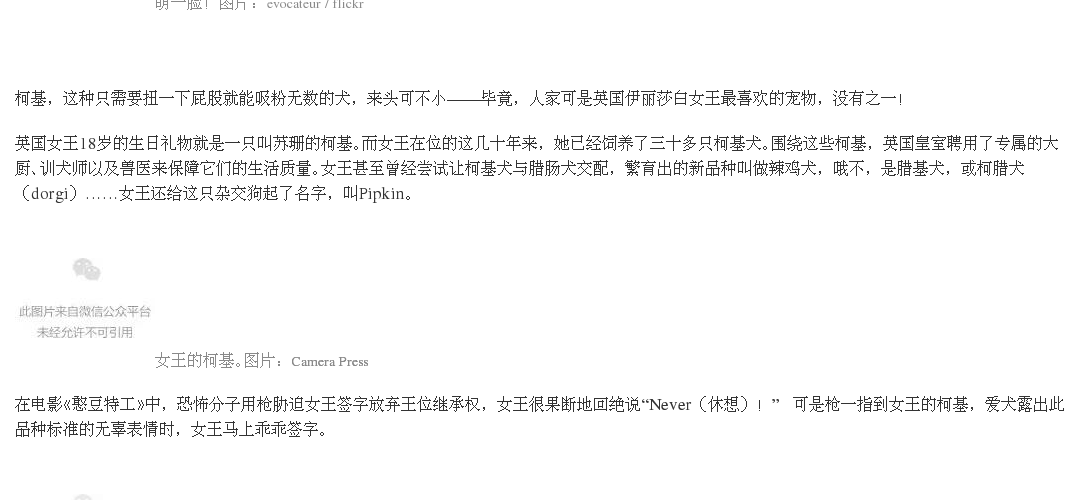 萌一脸！图片：evocateur / flickr
柯基，这种只需要扭一下屁股就能吸粉无数的犬，来头可不小——毕竟，人家可是英国伊丽莎白女王最喜欢的宠物，没有之一！
英国女王18岁的生日礼物就是一只叫苏珊的柯基。而女王在位的这几十年来，她已经饲养了三十多只柯基犬。围绕这些柯基，英国皇室聘用了专属的大
厨、训犬师以及兽医来保障它们的生活质量。女王甚至曾经尝试让柯基犬与腊肠犬交配，繁育出的新品种叫做辣鸡犬，哦不，是腊基犬，或柯腊犬
（dorgi）……女王还给这只杂交狗起了名字，叫Pipkin。
此图片来自微信公众平台
未经允许不可引用
女王的柯基。图片：Camera Press
在电影《憨豆特工》中，恐怖分子用枪胁迫女王签字放弃王位继承权，女王很果断地回绝说“Never（休想）！” 可是枪一指到女王的柯基，爱犬露出此
品种标准的无辜表情时，女王马上乖乖签字。